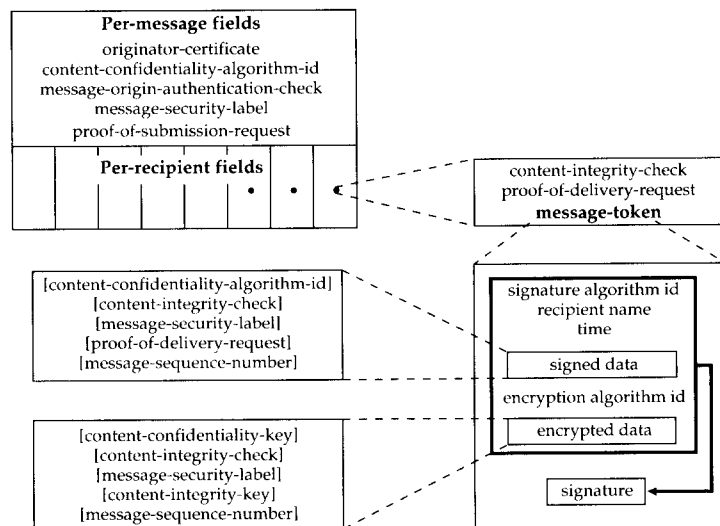 Per-message fields
originator-certificate
content-confidentiality-algorithm-id
message-origin-authentication-check
message-security-label
proof-of-submission-request
Per-recipient fields
content-integrity-check
proof-of-delivery-request
message-token
[content-confidentiality-algorithm-id]
[content-integrity-check]
[message-security-label]
[proof-of-delivery-request]
[message-sequence-number]
signature algorithm id
recipient name
time
signed data
encryption algorithm id
encrypted data
signature
[content-confidentiality-key]
[content-integrity-check]
[message-security-label]
[content-integrity-key]
[message-sequence-number]